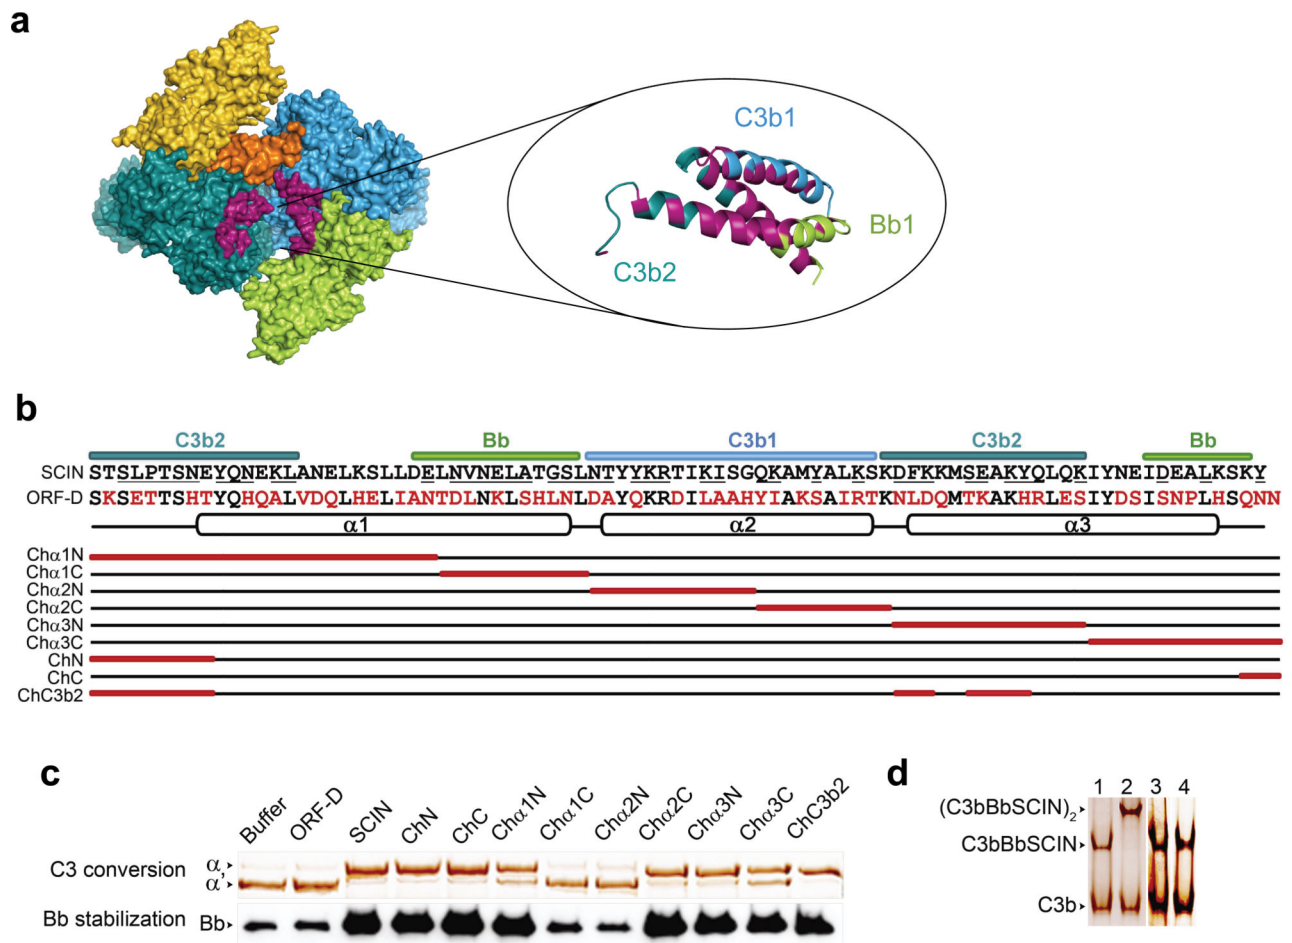 a
C3b1
Bb1
C3b2
b
C3b2 Bb C3b1 C3b2 Bb
SCIN STSLPTSNEYQNEKLANELKSLLDELNVNELATGSLNTYYKRTIKISGQKAMYALKSKDFKKMSEAKYQLQKIYNEIDEALKSKY
ORF-D SKSETTSHTYQHQALVDQLHELIANTDLNKLSHLNLDAYQKRDILAAHYIAKSAIRTKNLDQMTKAKHRLESIYDSISNPLHSQNN
α1 α2 α3
Chα1N
Chα1C
Chα2N
Chα2C
Chα3N
Chα3C
ChN
ChC
ChC3b2
c
Buffer ORF-D SCIN ChN ChC Chα1N Chα1C Chα2N Chα2C Chα3N Chα3C ChC3b2
C3 conversion α
α'
Bb stabilization Bb
d
1 2 3 4
(C3bBbSCIN)2
C3bBbSCIN
C3b